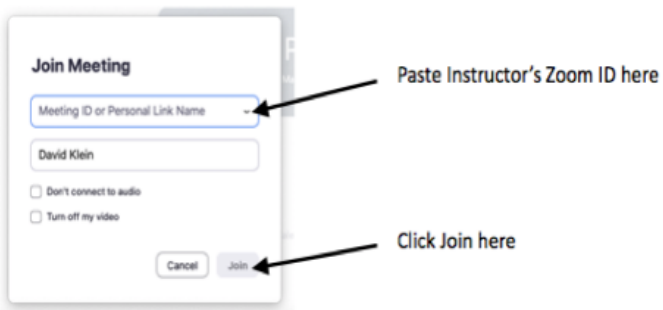 Join Meeting
Paste Instructor's Zoom ID here
Meeting ID or Personal Link Name
David Klein
Don't connect to audio
Turn off my video
Click Join here
Cancel
Join